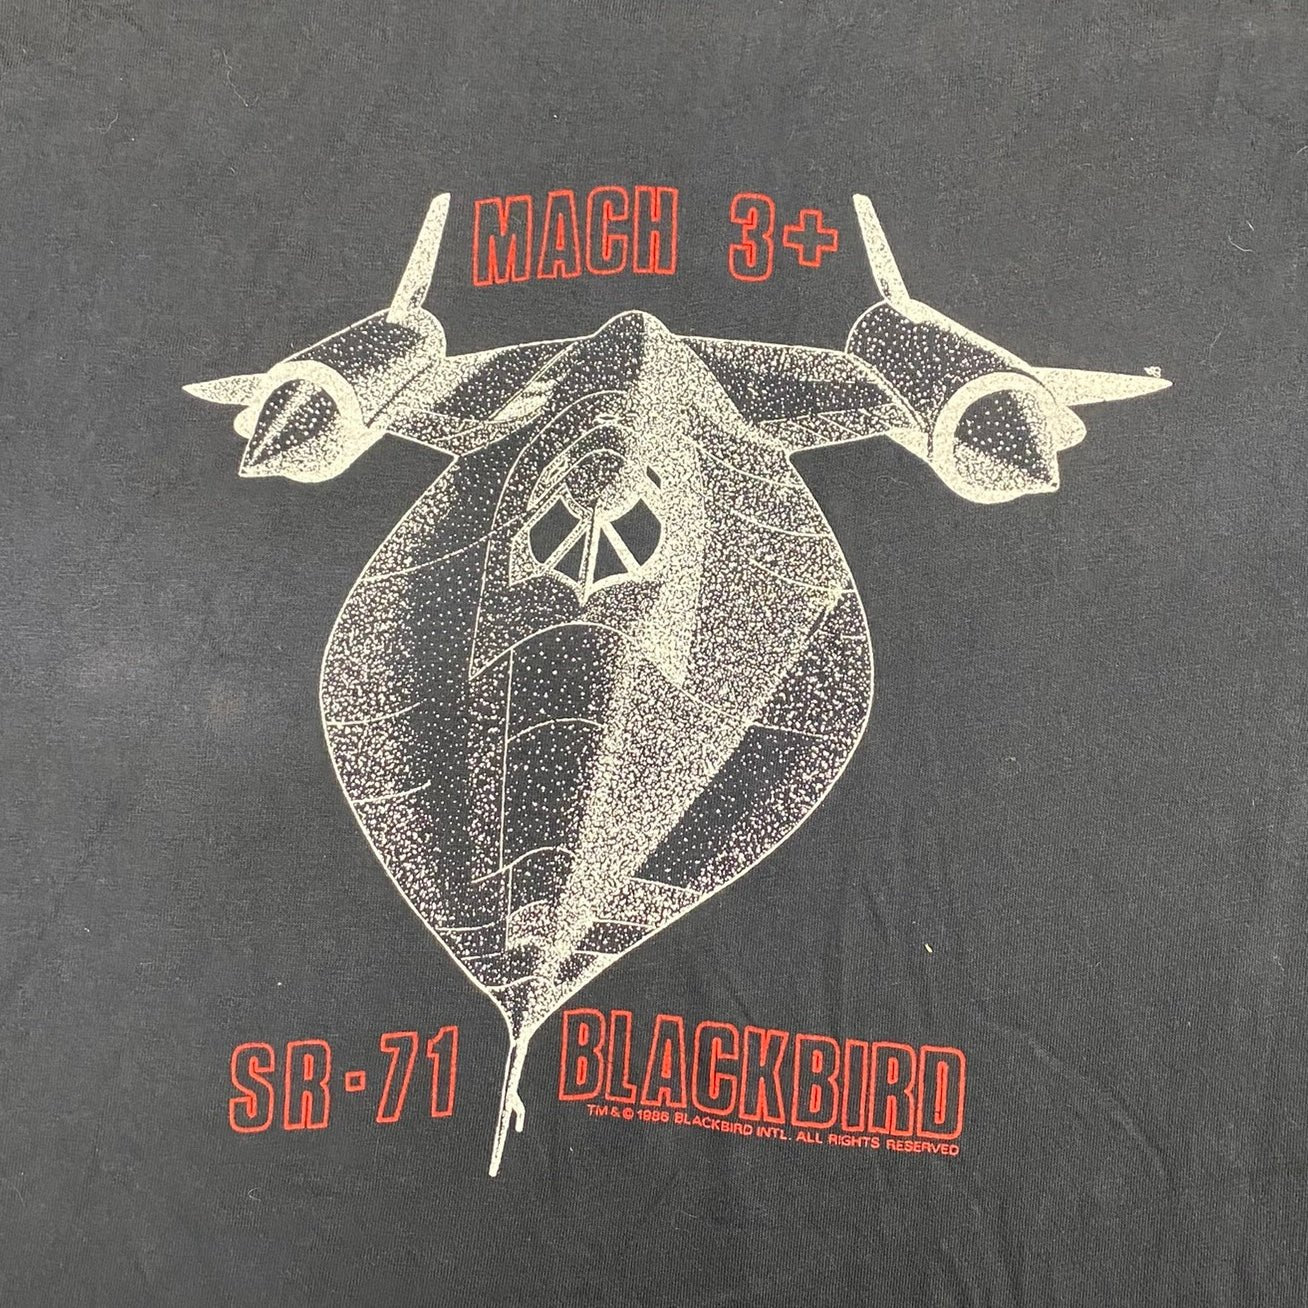 MACH 3+
SR-71 BLACKBIRD
TM & © 1986 BLACKBIRD INTL. ALL RIGHTS RESERVED